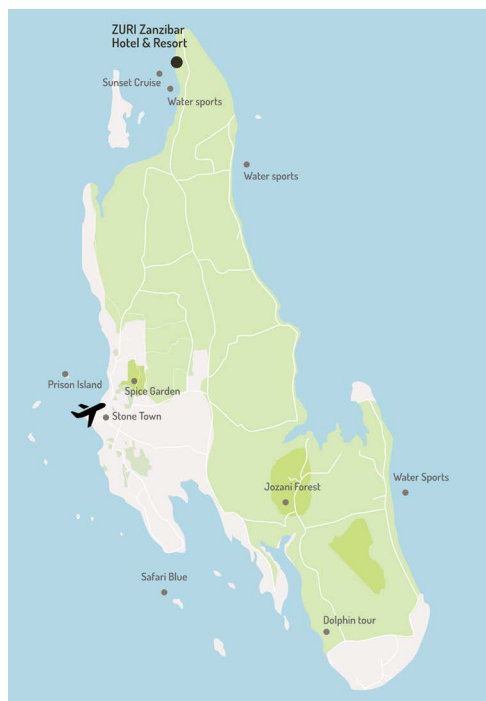 ZURI Zanzibar
Hotel & Resort
Sunset Cruise
Water sports
Water sports
Prison Island
Spice Garden
Stone Town
Jozani Forest
Water Sports
Safari Blue
Dolphin tour